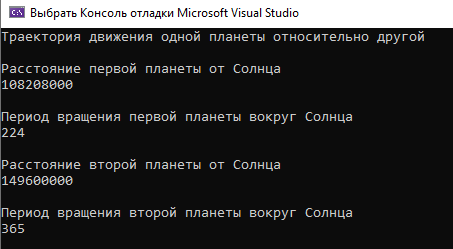 Выбрать Консоль отладки Microsoft Visual Studio
Траектория движения одной планеты относительно другой
Расстояние первой планеты от Солнца
108208000
Период вращения первой планеты вокруг Солнца
224
Расстояние второй планеты от Солнца
149600000
Период вращения второй планеты вокруг Солнца
365